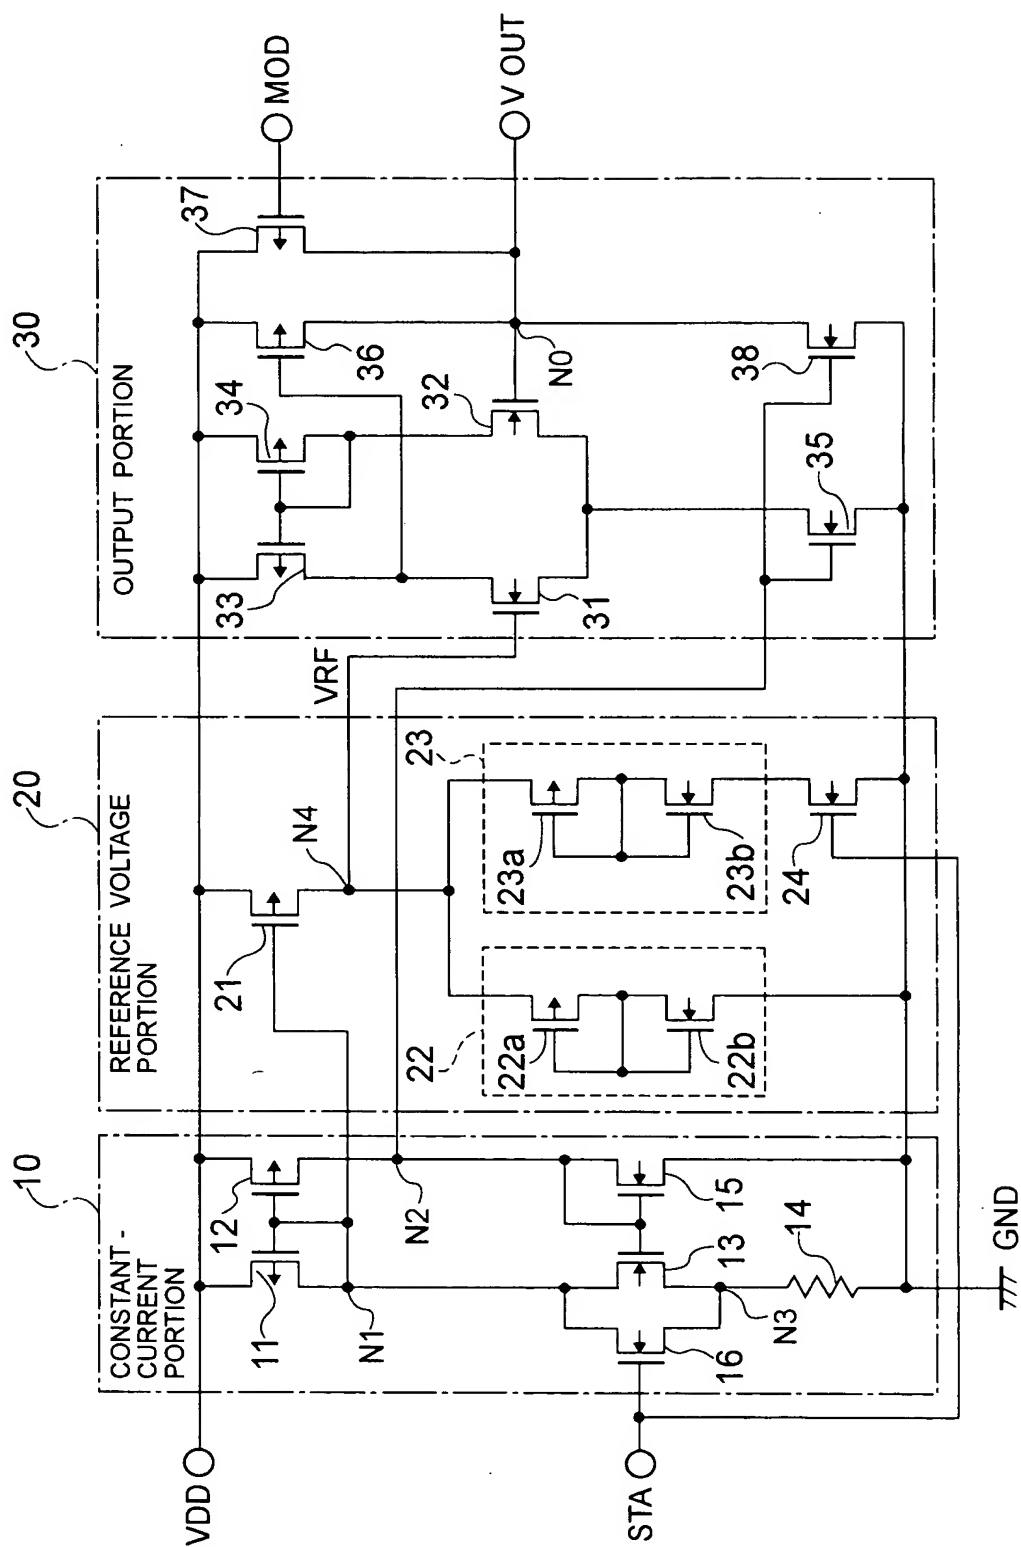 10
CONSTANT-
CURRENT
PORTION
20
REFERENCE VOLTAGE
PORTION
30
OUTPUT PORTION
VDD
11
12
N1
N2
13
15
16
N3
14
STA
GND
21
N4
VRF
22
22a
22b
23
23a
23b
24
33
34
36
37
MOD
31
32
N0
V OUT
35
38